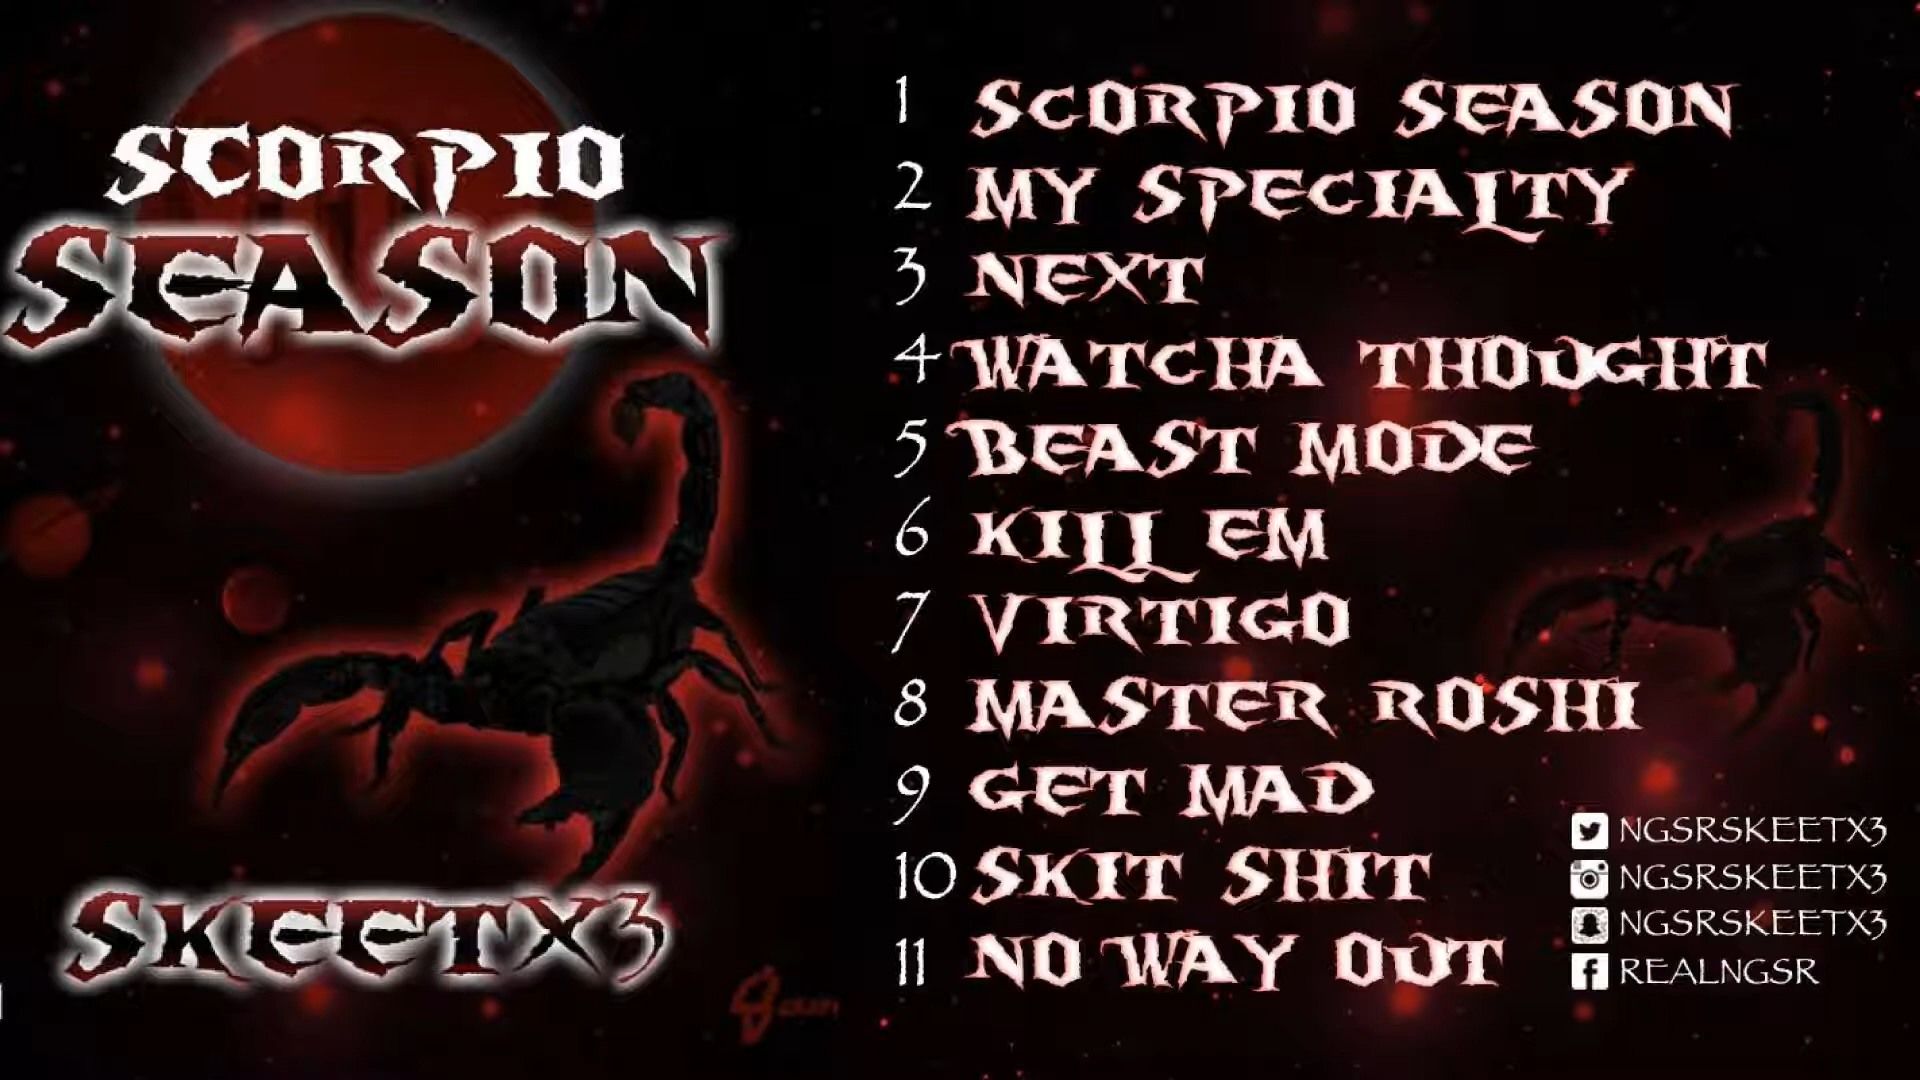 SCORPIO
SEASON
SKEETX3
1 SCORPIO SEASON
2 MY SPECIALTY
3 NEXT
4 WATCHA THOUGHT
5 BEAST MODE
6 KILL EM
7 VIRTIGO
8 MASTER ROSHI
9 GET MAD
10 SKIT SHIT
11 NO WAY OUT
NGSRSKEETX3
NGSRSKEETX3
NGSRSKEETX3
REALNGSR